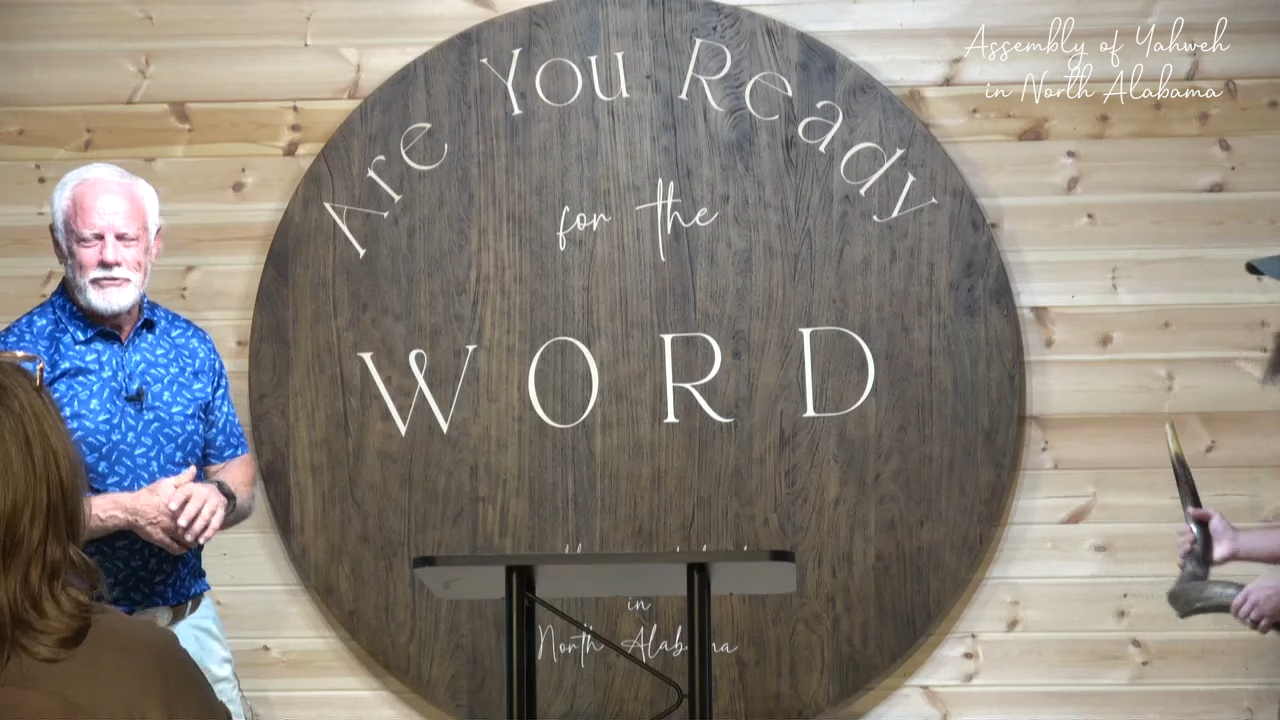 Assembly of Yahweh
in North Alabama
Are You Ready
for the
WORD
in
North Alabama